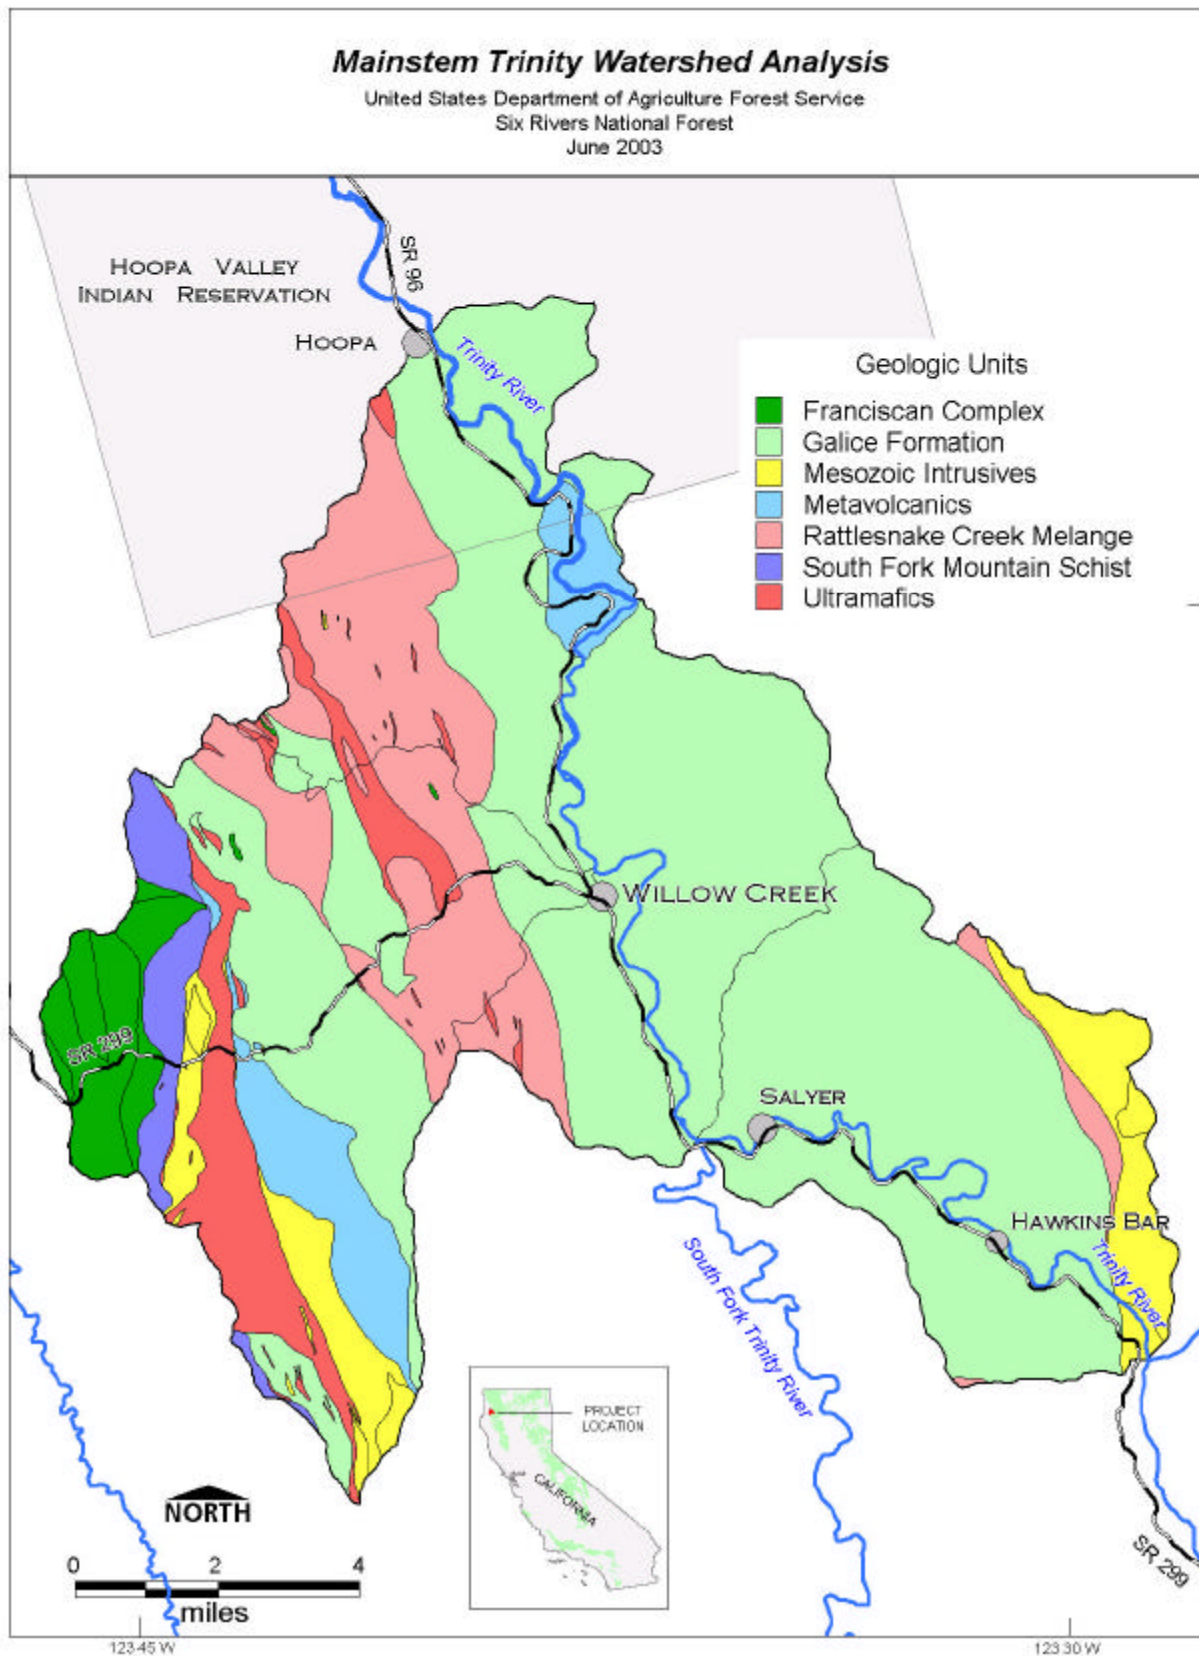 Mainstem Trinity Watershed Analysis
United States Department of Agriculture Forest Service
Six Rivers National Forest
June 2003
HOOPA VALLEY
INDIAN RESERVATION
SR 96
HOOPA
Trinity River
Geologic Units
Franciscan Complex
Galice Formation
Mesozoic Intrusives
Metavolcanics
Rattlesnake Creek Melange
South Fork Mountain Schist
Ultramafics
WILLOW CREEK
SR 299
SALYER
HAWKINS BAR
Trinity River
South Fork Trinity River
PROJECT
LOCATION
CALIFORNIA
NORTH
0 2 4
miles
SR 299
123 45 W
123 30 W